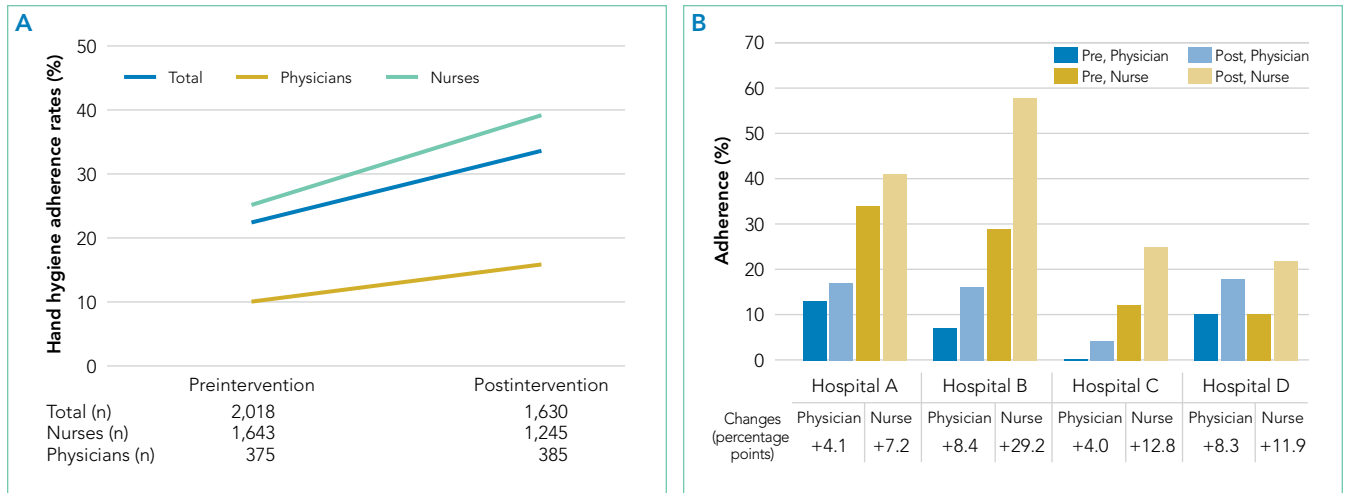 A
Hand hygiene adherence rates (%)
50
40
30
20
10
0
Total
Physicians
Nurses
Preintervention
Postintervention
Total (n)
2,018
1,630
Nurses (n)
1,643
1,245
Physicians (n)
375
385
B
Adherence (%)
70
60
50
40
30
20
10
0
Pre, Physician
Post, Physician
Pre, Nurse
Post, Nurse
Hospital A
Hospital B
Hospital C
Hospital D
Changes
(percentage
points)
Physician
Nurse
Physician
Nurse
Physician
Nurse
Physician
Nurse
+4.1
+7.2
+8.4
+29.2
+4.0
+12.8
+8.3
+11.9